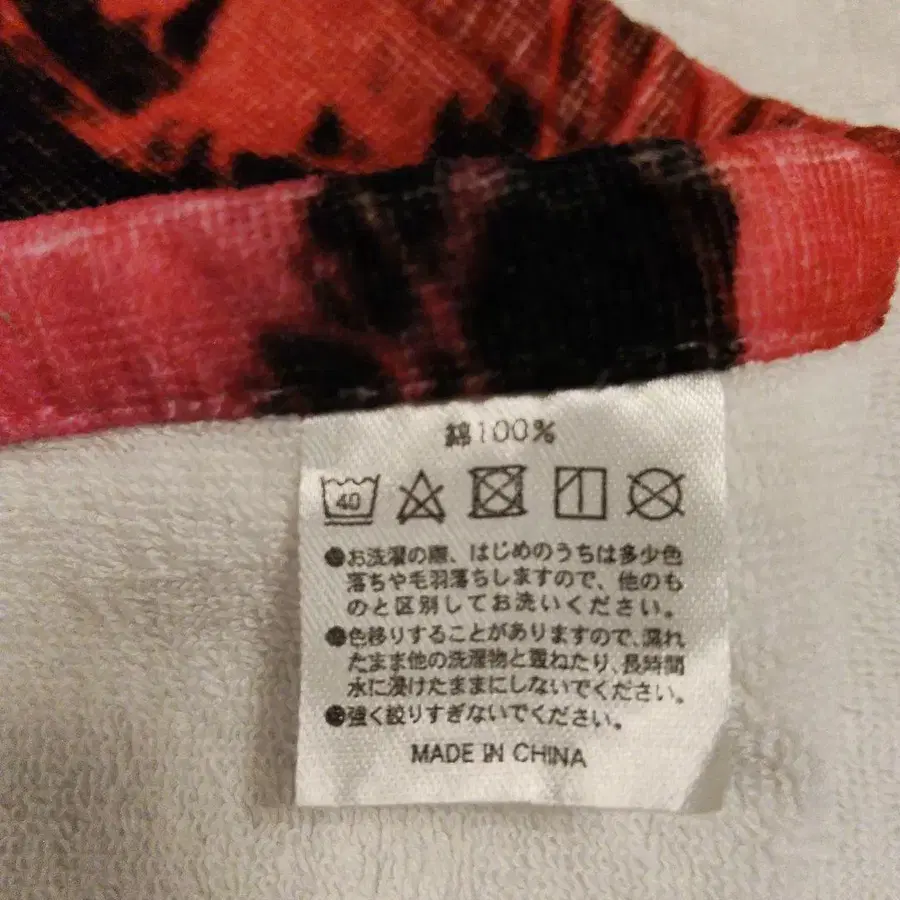 綿100%
40
●お洗濯の際、はじめのうちは多少色
落ちや毛羽落ちしますので、他のも
のと区別してお洗いください。
●色移りすることがありますので、濡れ
たまま他の洗濯物と重ねたり、長時間
水に浸けたままにしないでください。
●強く絞りすぎないでください。
MADE IN CHINA